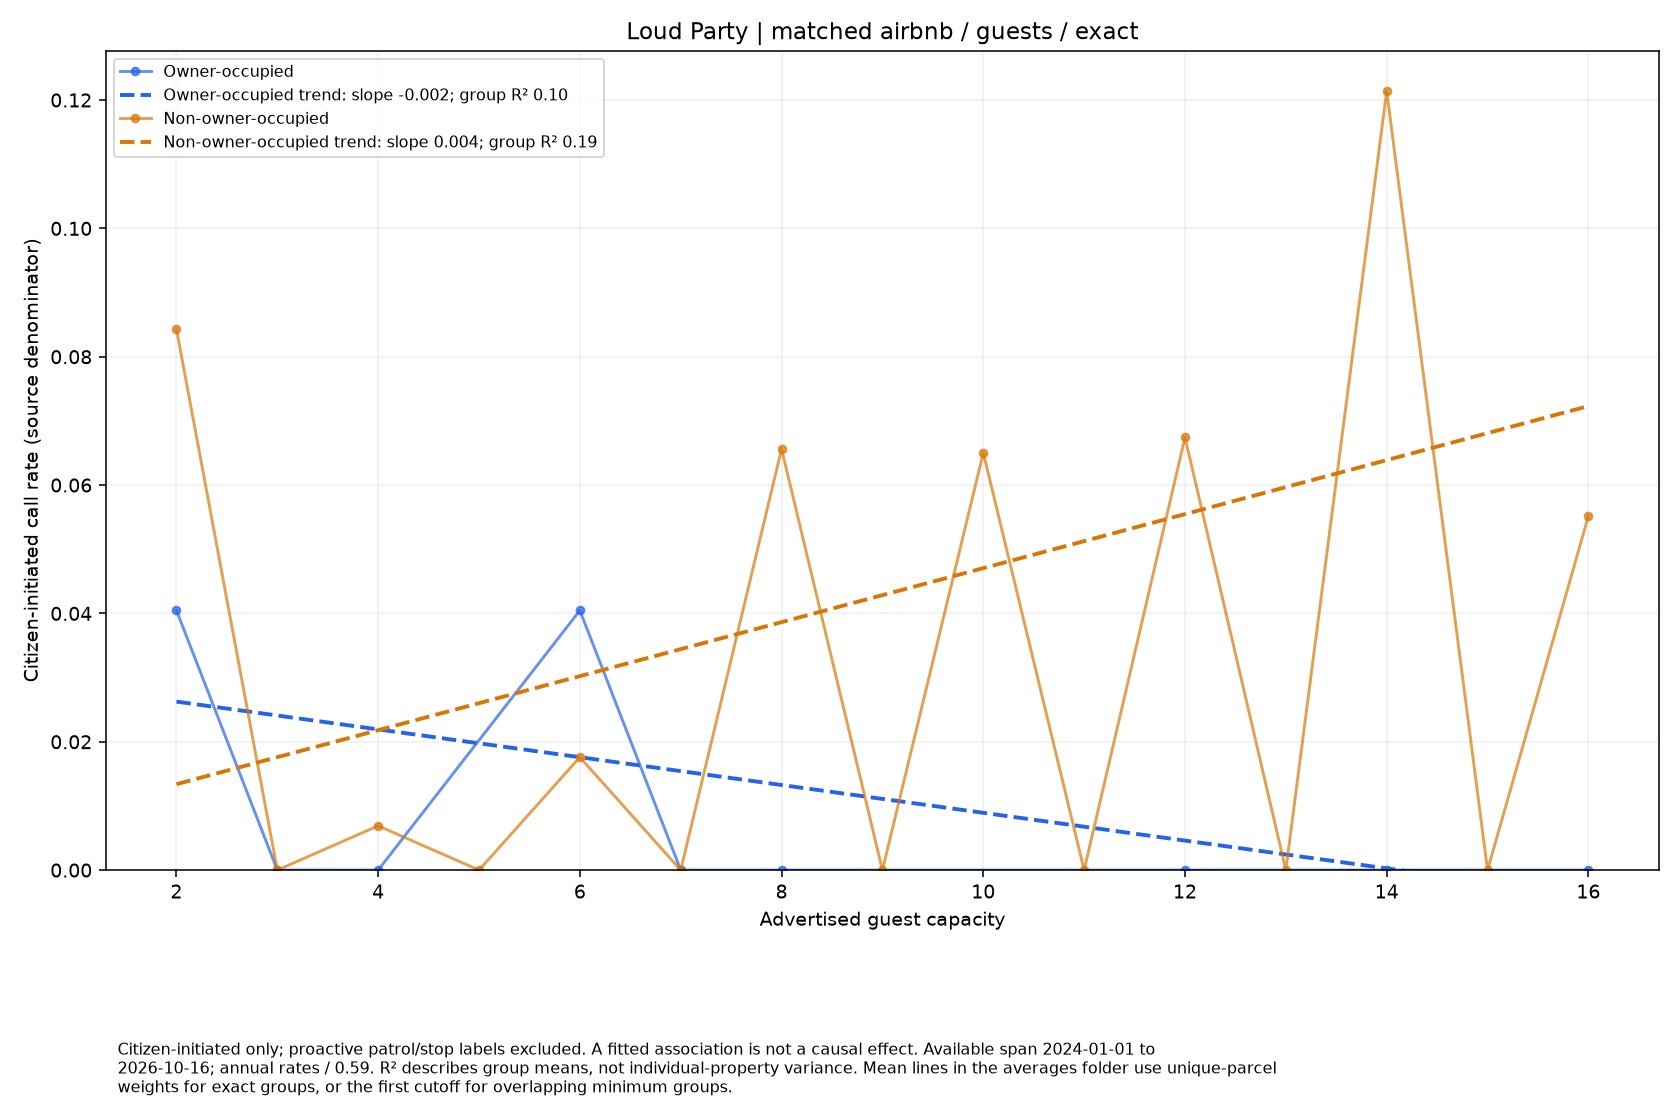 Loud Party | matched airbnb / guests / exact
Owner-occupied
Owner-occupied trend: slope -0.002; group R² 0.10
Non-owner-occupied
Non-owner-occupied trend: slope 0.004; group R² 0.19
Citizen-initiated call rate (source denominator)
0.12
0.10
0.08
0.06
0.04
0.02
0.00
2 4 6 8 10 12 14 16
Advertised guest capacity
Citizen-initiated only; proactive patrol/stop labels excluded. A fitted association is not a causal effect. Available span 2024-01-01 to
2026-10-16; annual rates / 0.59. R² describes group means, not individual-property variance. Mean lines in the averages folder use unique-parcel
weights for exact groups, or the first cutoff for overlapping minimum groups.